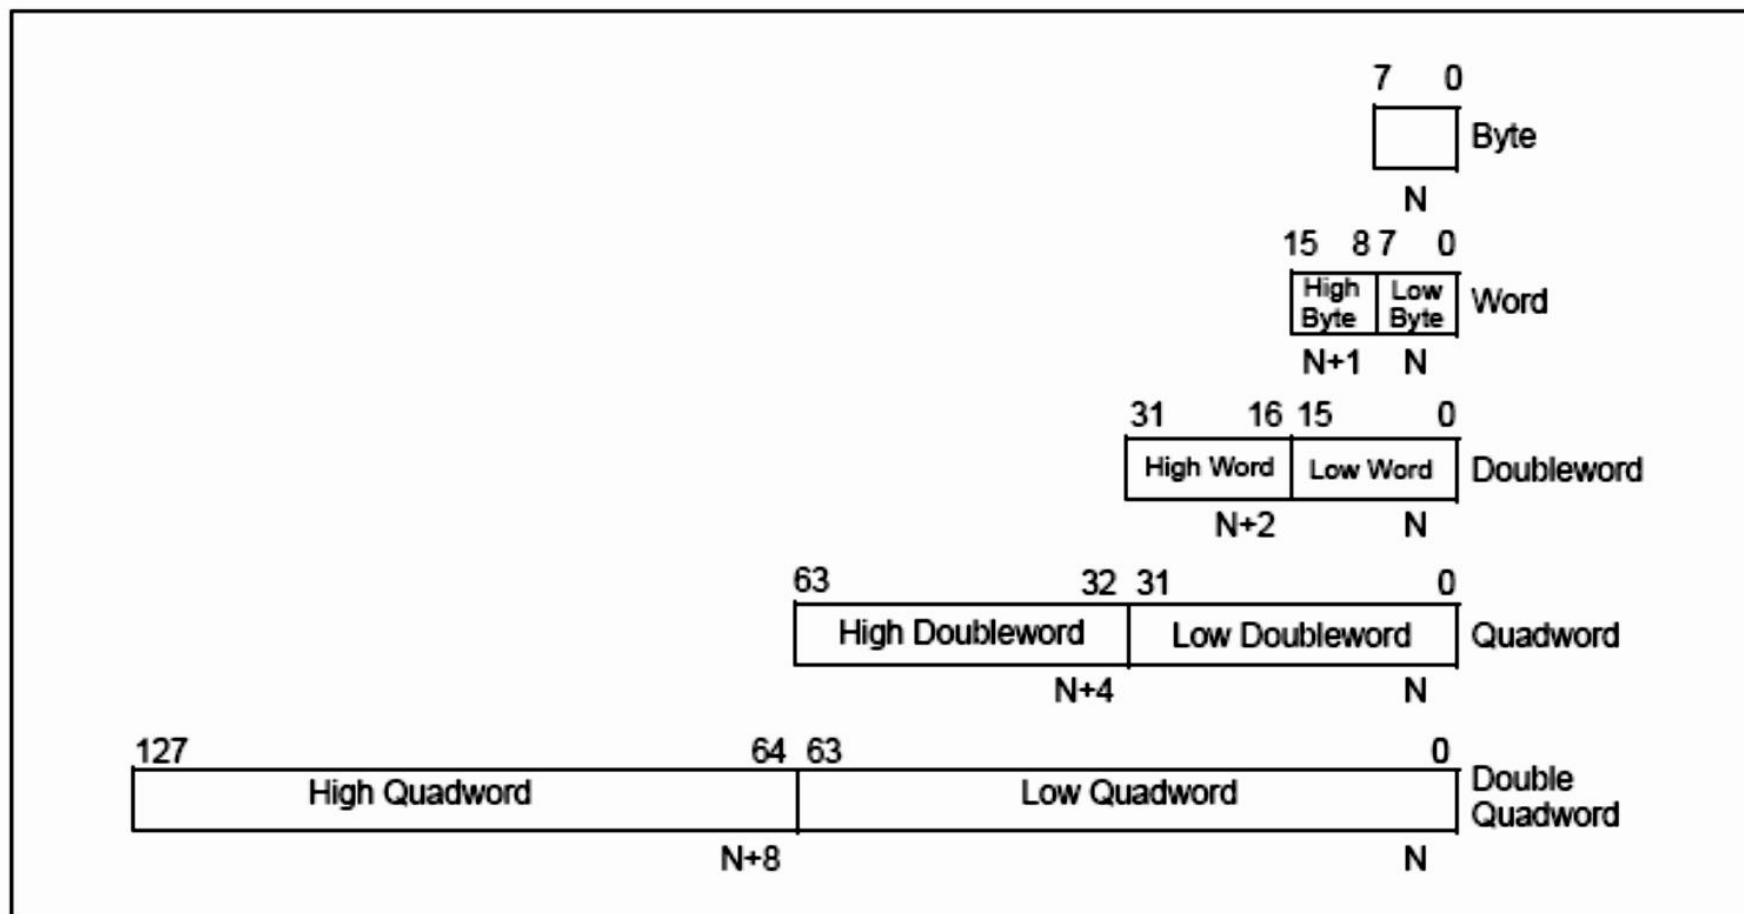 7 0
Byte
N
15 8 7 0
High Byte
Low Byte
Word
N+1 N
31 16 15 0
High Word Low Word Doubleword
N+2 N
63 32 31 0
High Doubleword Low Doubleword Quadword
N+4 N
127 64 63 0
High Quadword Low Quadword
Double
Quadword
N+8 N